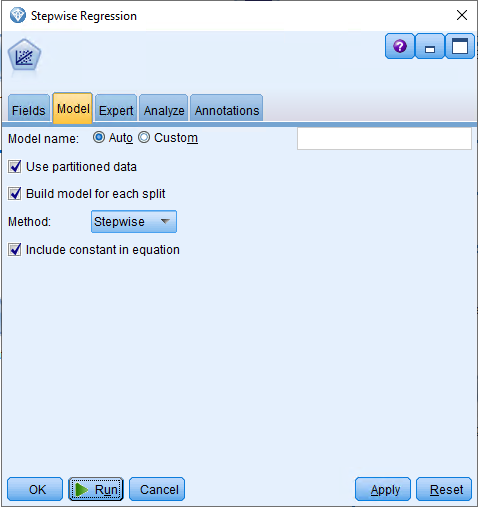 Stepwise Regression
Fields Model Expert Analyze Annotations
Model name: Auto Custom
Use partitioned data
Build model for each split
Method: Stepwise
Include constant in equation
OK Run Cancel Apply Reset